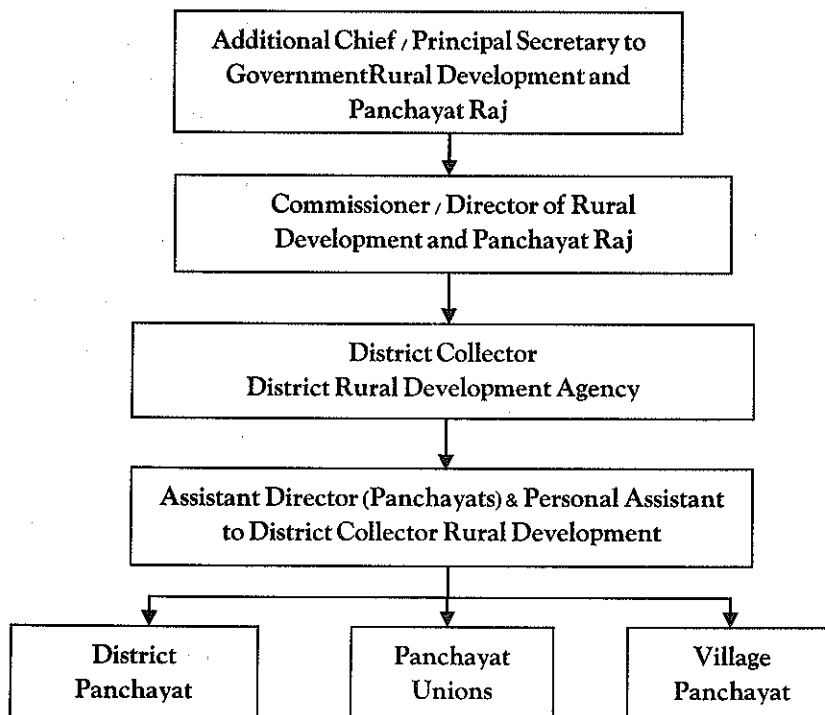 Additional Chief / Principal Secretary to
GovernmentRural Development and
Panchayat Raj
Commissioner / Director of Rural
Development and Panchayat Raj
District Collector
District Rural Development Agency
Assistant Director (Panchayats) & Personal Assistant
to District Collector Rural Development
District
Panchayat
Panchayat
Unions
Village
Panchayat